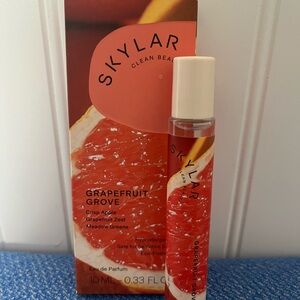 SKYLAR
CLEAN BEAU
GRAPEFRUIT
GROVE
Crisp Apple
Grapefruit Zest
Meadow Greens
Eau de Parfum
10 ML - 0.33 FL O
SKYLAR